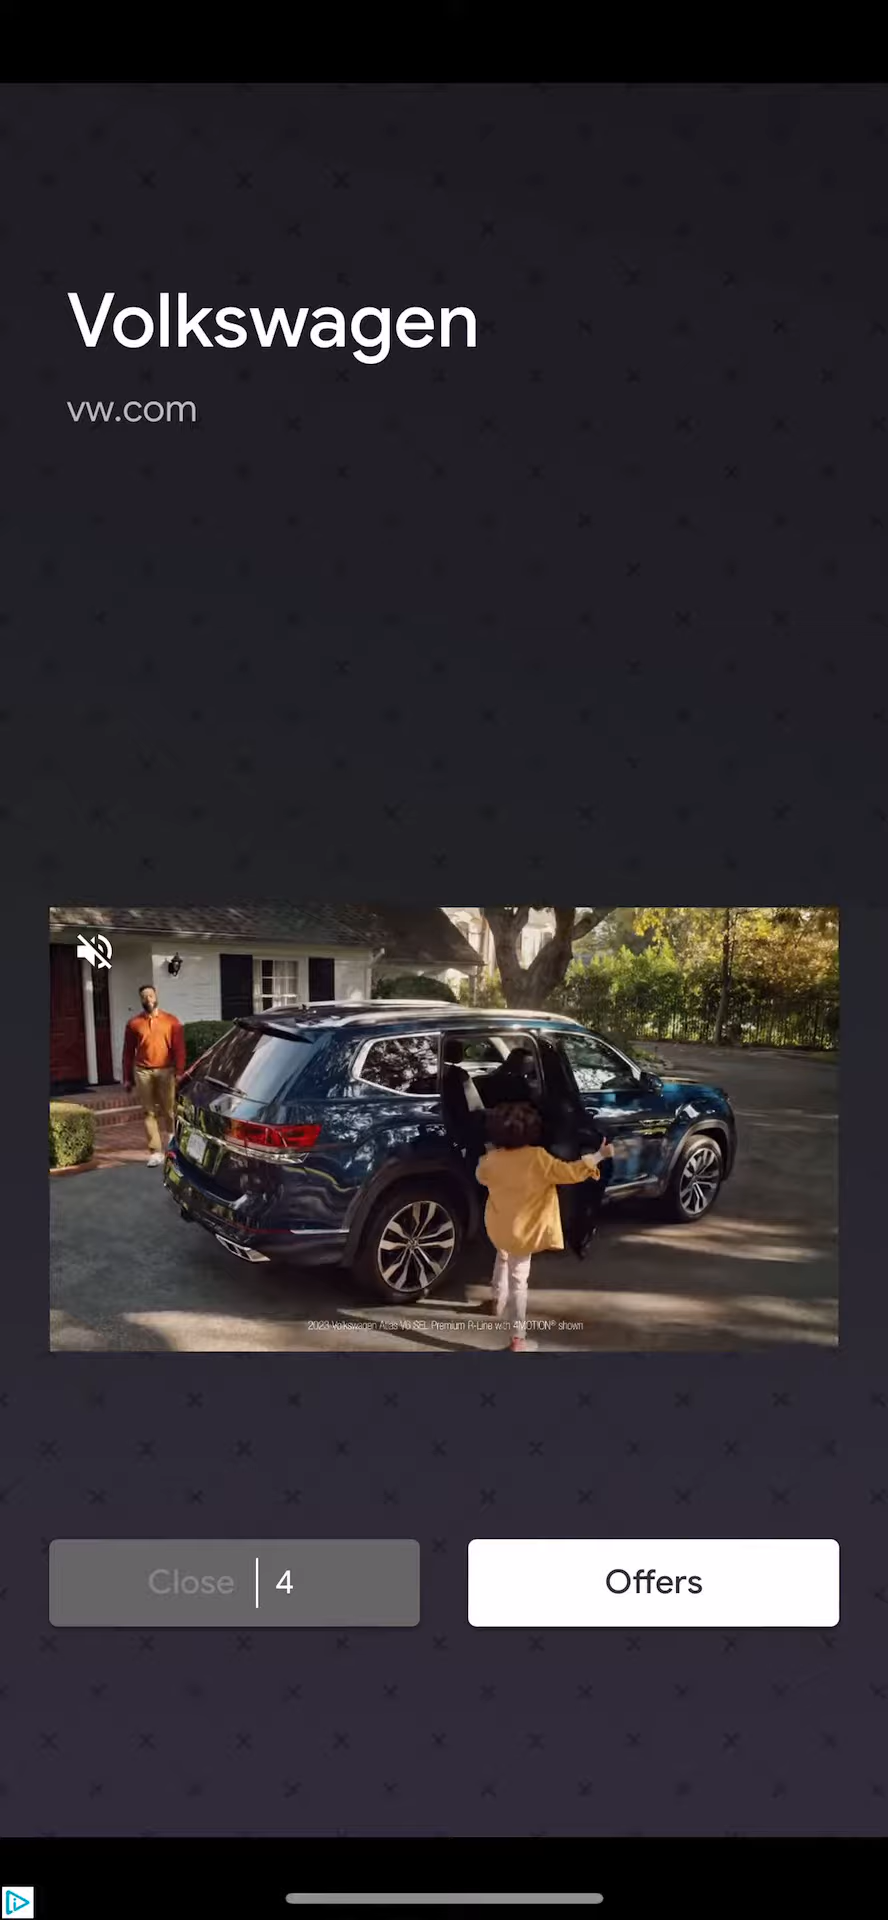 Volkswagen
vw.com
2023 Volkswagen Atlas V6 SEL Premium R-Line with 4MOTION® shown
Close | 4
Offers